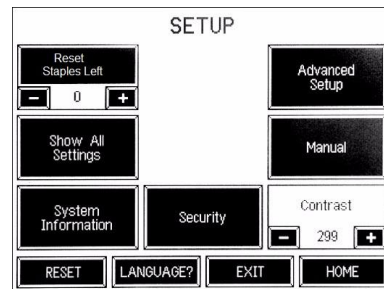 SETUP
Reset
Staples Left
- 0 +
Advanced
Setup
Show All
Settings
Manual
System
Information
Security
Contrast
- 299 +
RESET
LANGUAGE?
EXIT
HOME